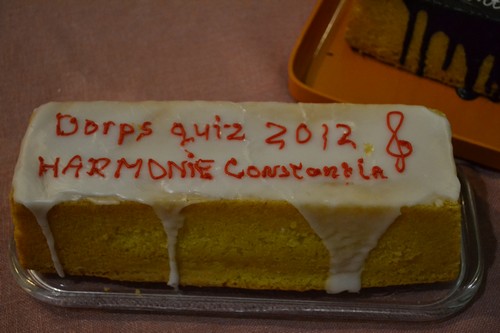 Dorps quiz 2012
HARMONIE Constantia